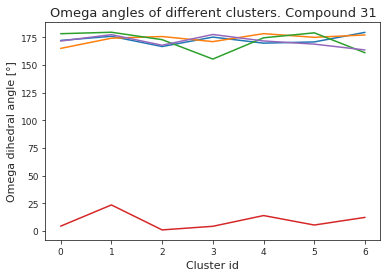 Omega angles of different clusters. Compound 31
Omega dihedral angle [°]
175
150
125
100
75
50
25
0
0 1 2 3 4 5 6
Cluster id